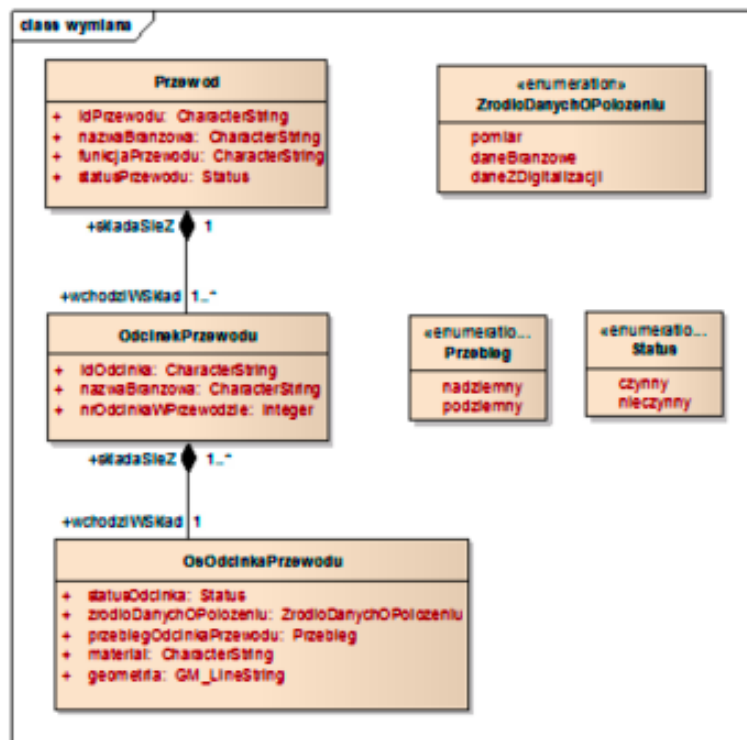 class wymiana
Przewod
+ idPrzewodu: CharacterString
+ nazwaBranzowa: CharacterString
+ funkcjaPrzewodu: CharacterString
+ statusPrzewodu: Status
«enumeration»
ZrodloDanychOPolozeniu
pomiar
daneBranzowe
daneZDigitalizacji
+skladaSieZ 1
+wchodziWSklad 1..*
OdcinekPrzewodu
+ idOdcinka: CharacterString
+ nazwaBranzowa: CharacterString
+ nrOdcinkaWPrzewodzie: Integer
«enumeratio...
Przebieg
nadziemny
podziemny
«enumeratio...
Status
czynny
nieczynny
+skladaSieZ 1..*
+wchodziWSklad 1
OsOdcinkaPrzewodu
+ statusOdcinka: Status
+ zrodloDanychOPolozeniu: ZrodloDanychOPolozeniu
+ przebiegOdcinkaPrzewodu: Przebieg
+ material: CharacterString
+ geometria: GM_LineString